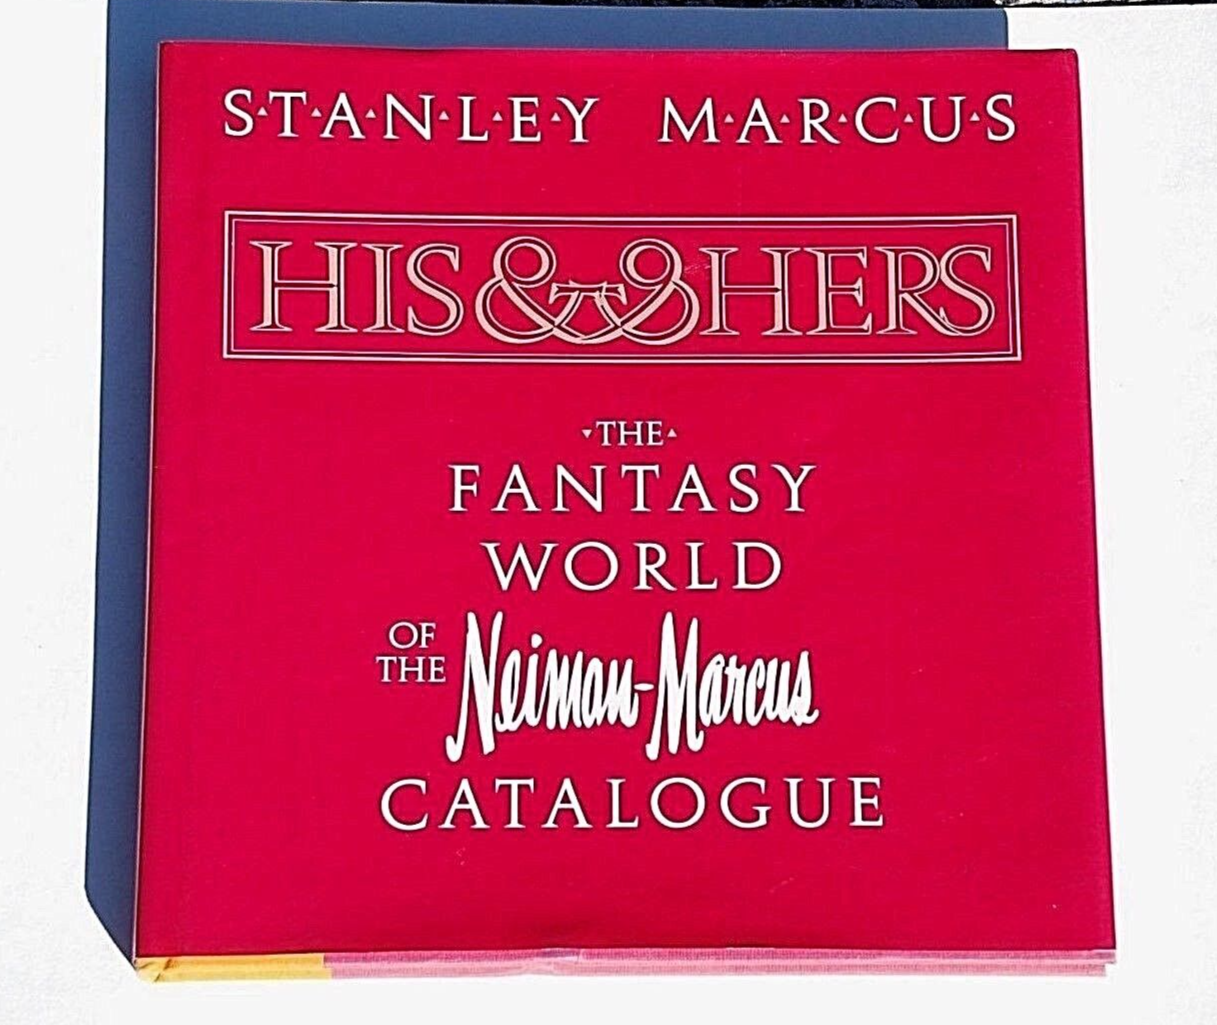 S·T·A·N·L·E·Y M·A·R·C·U·S
HIS && HERS
·THE·
FANTASY
WORLD
OF
THE Neiman-Marcus
CATALOGUE